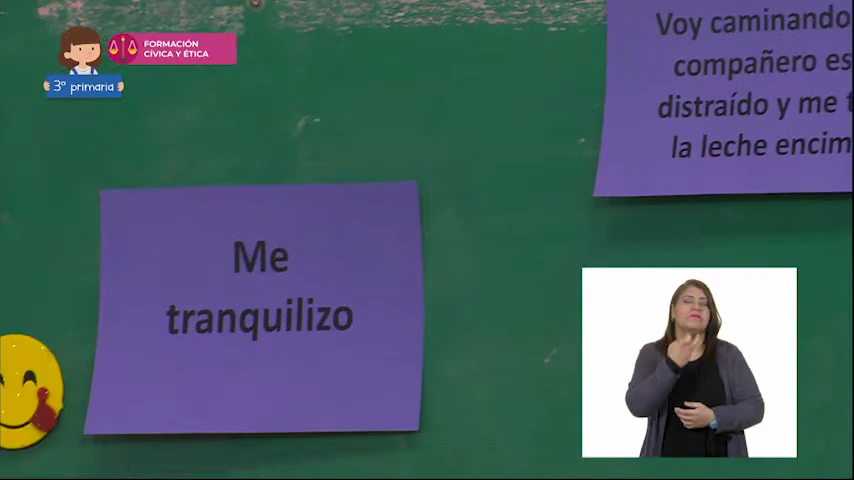 FORMACIÓN
CÍVICA Y ÉTICA
3° primaria
Voy caminando
compañero es
distraído y me
la leche encim
Me
tranquilizo